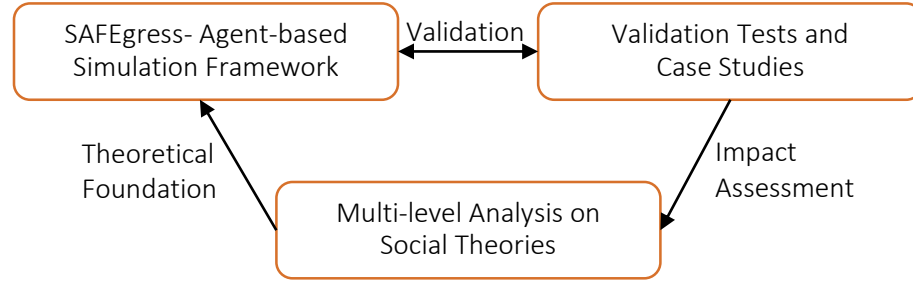 SAFEgress- Agent-based
Simulation Framework
Validation
Validation Tests and
Case Studies
Theoretical
Foundation
Impact
Assessment
Multi-level Analysis on
Social Theories